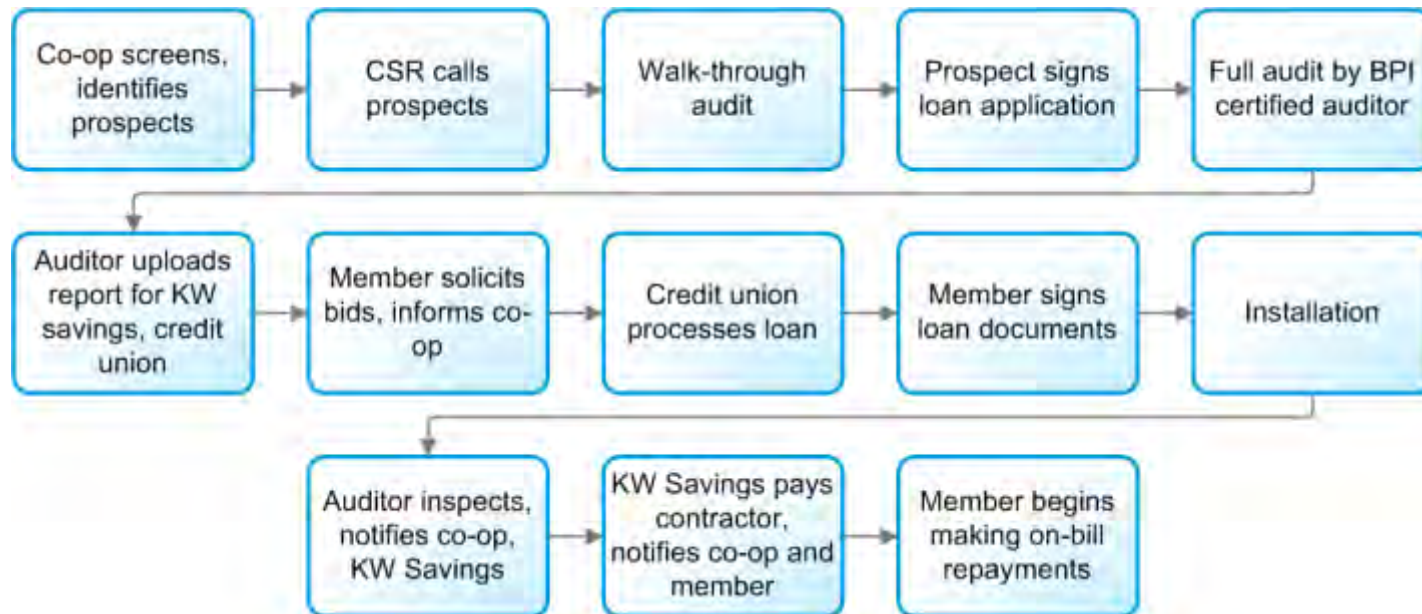 Co-op screens,
identifies
prospects
CSR calls
prospects
Walk-through
audit
Prospect signs
loan application
Full audit by BPI
certified auditor
Auditor uploads
report for KW
savings, credit
union
Member solicits
bids, informs co-
op
Credit union
processes loan
Member signs
loan documents
Installation
Auditor inspects,
notifies co-op,
KW Savings
KW Savings pays
contractor,
notifies co-op and
member
Member begins
making on-bill
repayments